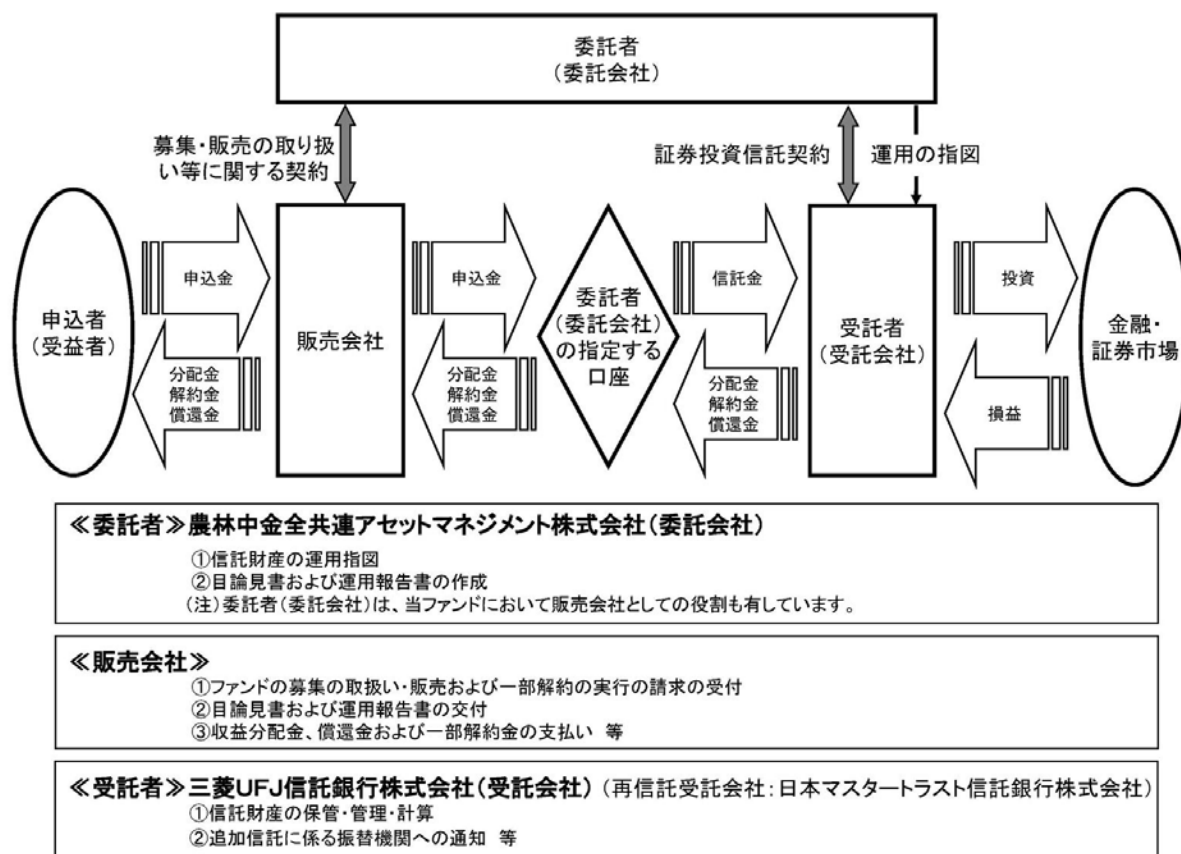 委託者
（委託会社）
募集・販売の取り扱
い等に関する契約
証券投資信託契約
運用の指図
申込者
（受益者）
申込金
分配金
解約金
償還金
販売会社
申込金
分配金
解約金
償還金
委託者
（委託会社）
の指定する
口座
信託金
分配金
解約金
償還金
受託者
（受託会社）
投資
損益
金融・
証券市場
≪委託者≫農林中金全共連アセットマネジメント株式会社（委託会社）
①信託財産の運用指図
②目論見書および運用報告書の作成
（注）委託者（委託会社）は、当ファンドにおいて販売会社としての役割も有しています。
≪販売会社≫
①ファンドの募集の取扱い・販売および一部解約の実行の請求の受付
②目論見書および運用報告書の交付
③収益分配金、償還金および一部解約金の支払い 等
≪受託者≫三菱UFJ信託銀行株式会社（受託会社）（再信託受託会社：日本マスタートラスト信託銀行株式会社）
①信託財産の保管・管理・計算
②追加信託に係る振替機関への通知 等